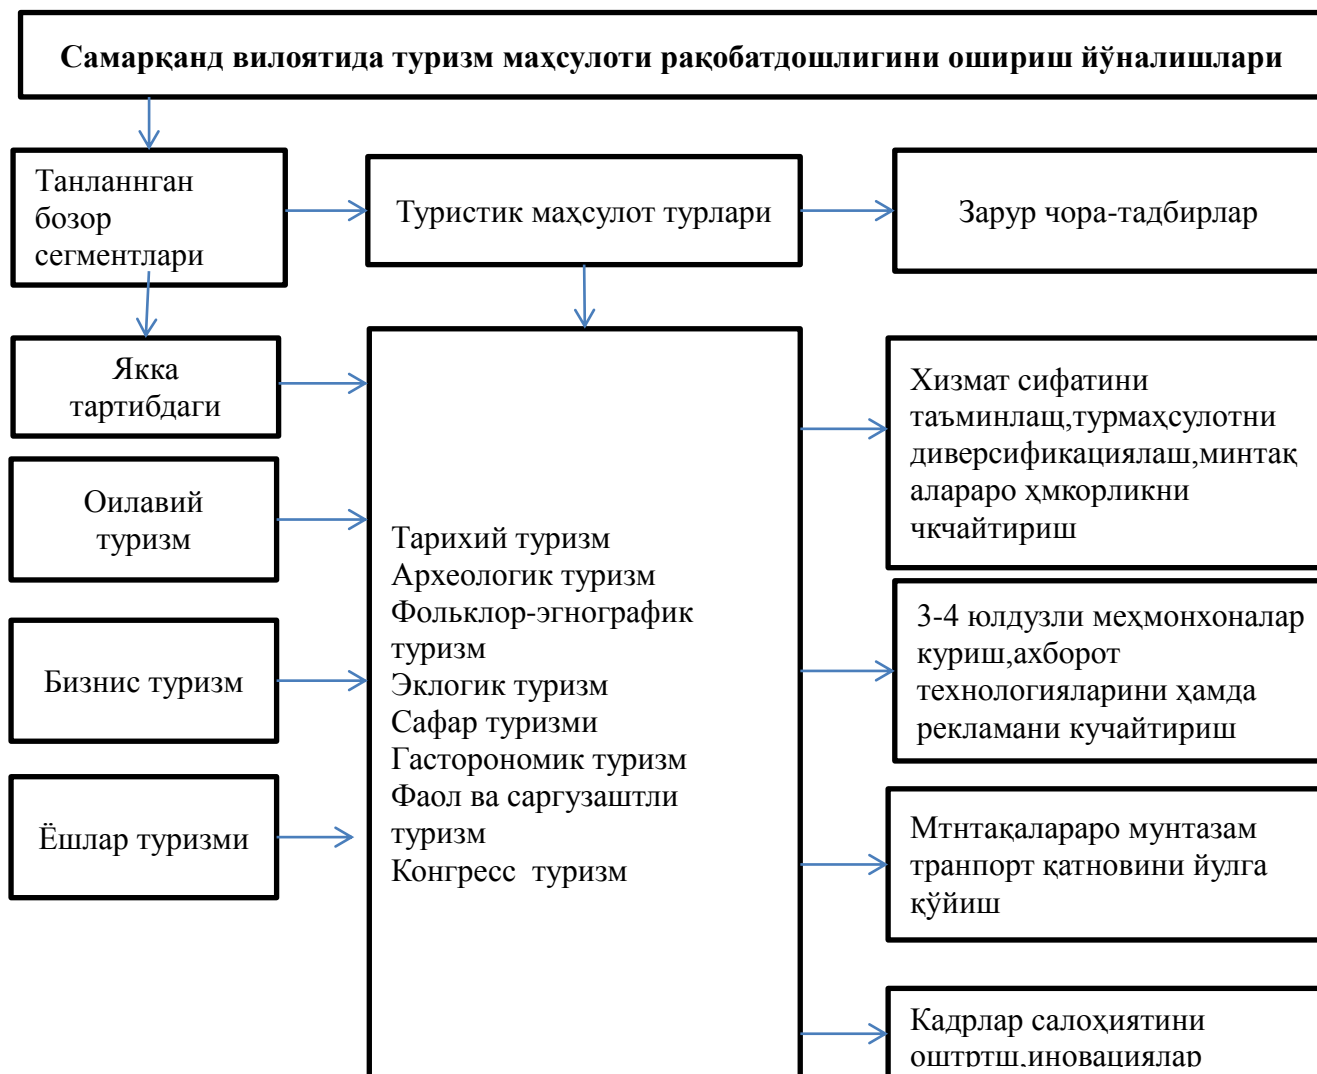 Самарқанд вилоятида туризм маҳсулоти рақобатдошлигини ошириш йўналишлари
Танланнган
бозор
сегментлари
Туристик маҳсулот турлари
Зарур чора-тадбирлар
Якка
тартибдаги
Оилавий
туризм
Бизнис туризм
Ёшлар туризми
Тарихий туризм
Археологик туризм
Фольклор-эгнографик
туризм
Эклогик туризм
Сафар туризми
Гасторономик туризм
Фаол ва саргузаштли
туризм
Конгресс туризм
Хизмат сифатини
таъминлащ,турмаҳсулотни
диверсификациялаш,минтақ
алараро ҳмкорликни
чкчайтириш
3-4 юлдузли меҳмонхоналар
куриш,ахборот
технологияларини ҳамда
рекламани кучайтириш
Мтнтақалараро мунтазам
транпорт қатновини йулга
қўйиш
Кадрлар салоҳиятини
оштртш,иновациялар